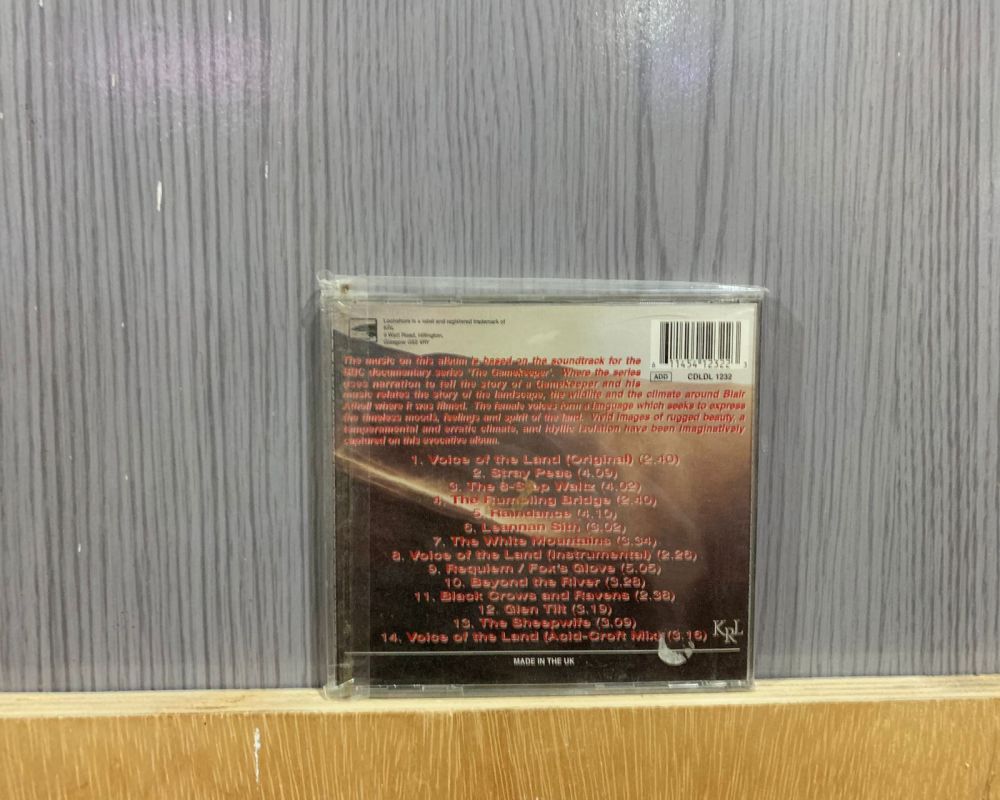 Lochshore is a label and registered trademark of
KRL
9 Watt Road, Hillington,
Glasgow G52 4RY
ADD CDLDL 1232
The music on this album is based on the soundtrack for the
BBC documentary series 'The Gamekeeper'. Where the series
uses narration to tell the story of a Gamekeeper and his
music relates the story of the landscape, the wildlife and the climate around Blair
Atholl where it was filmed. The female voices form a language which seeks to express
the timeless moods, feelings and spirit of the land. Vivid images of rugged beauty, a
temperamental and erratic climate, and idyllic isolation have been imaginatively
captured on this evocative album.
1. Voice of the Land (Original) (2.40)
2. Stray Peas (4.09)
3. The 8-Step Waltz (4.02)
4. The Rumbling Bridge (2.40)
5. Raindance (4.10)
6. Leannan Sith (3.02)
7. The White Mountains (3.34)
8. Voice of the Land (Instrumental) (2.26)
9. Requiem / Fox's Glove (5.05)
10. Beyond the River (3.28)
11. Black Crows and Ravens (2.38)
12. Glen Tilt (3.19)
13. The Sheepwife (3.09)
14. Voice of the Land (Acid-Croft Mix) (3.16)
KRL
MADE IN THE UK